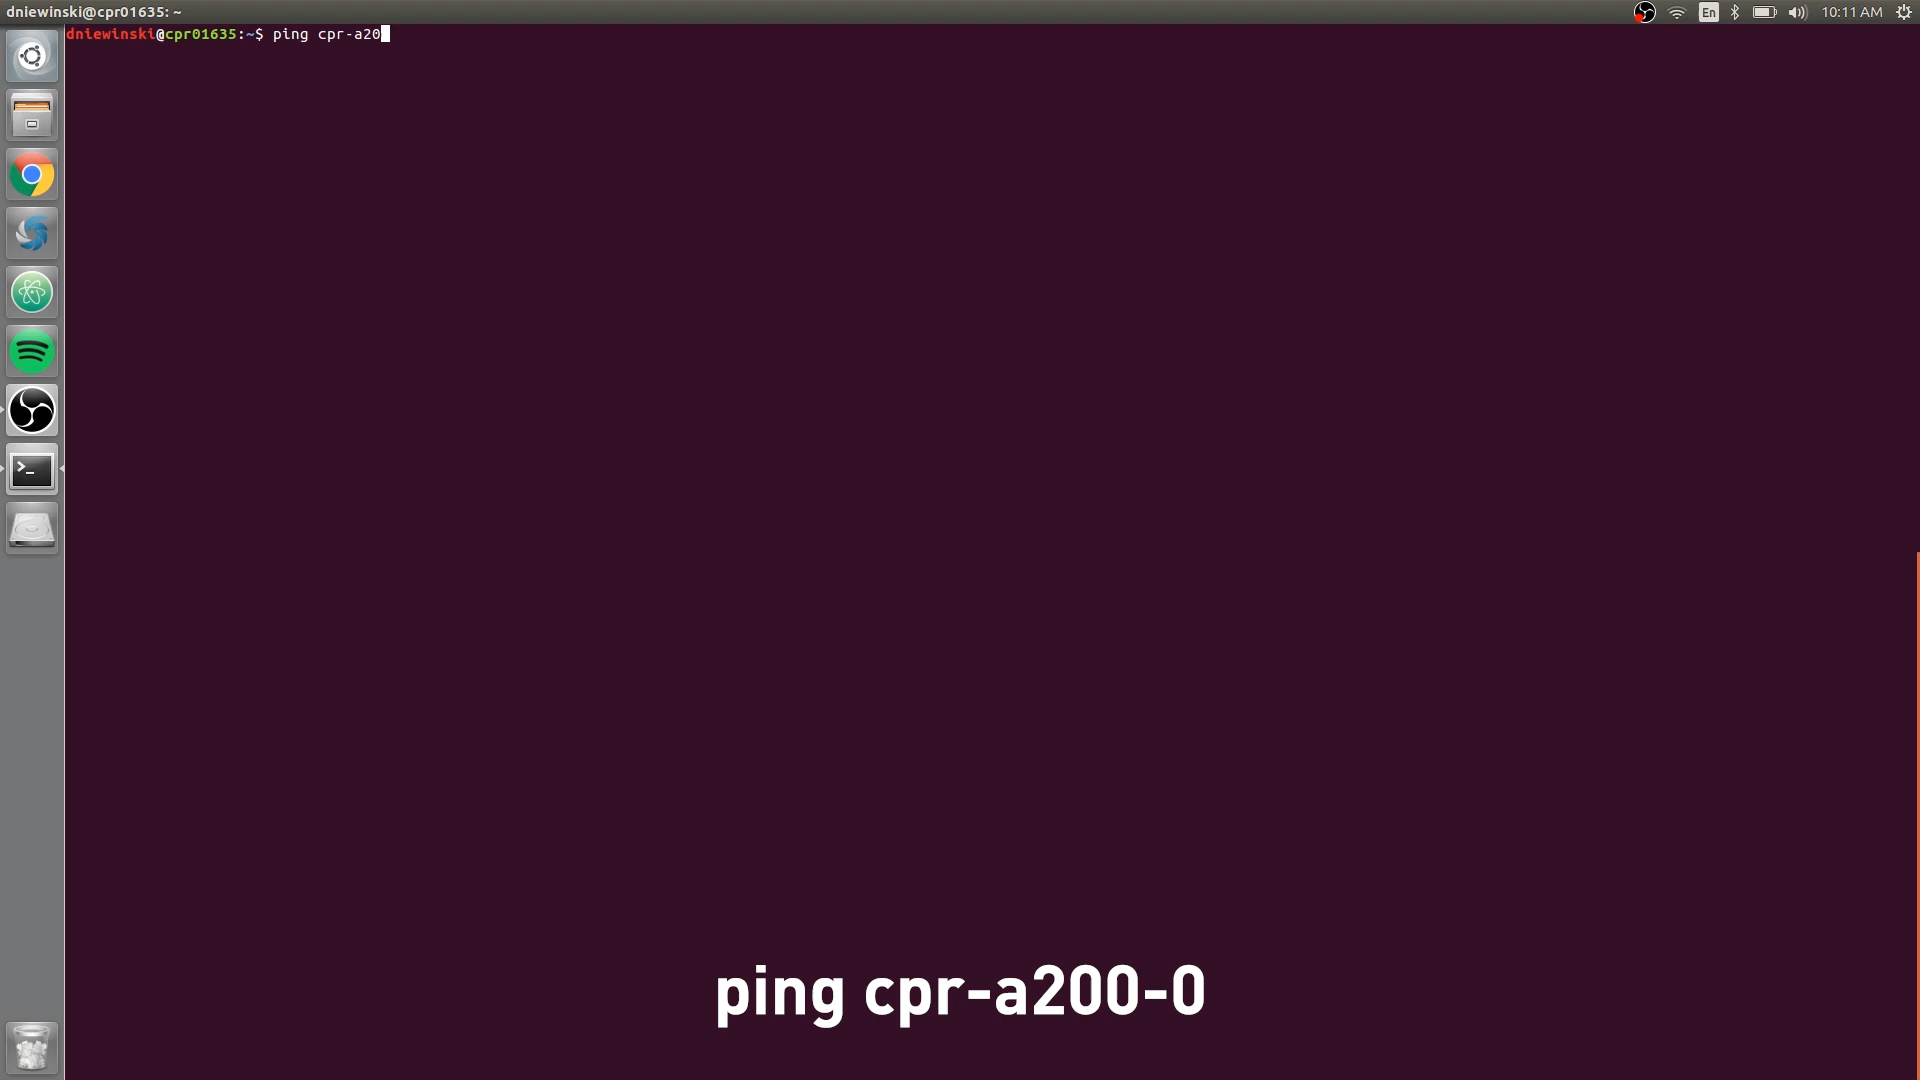 dniewinski@cpr01635: ~
En
10:11 AM
dniewinski@cpr01635:~$ ping cpr-a20
>_
ping cpr-a200-0